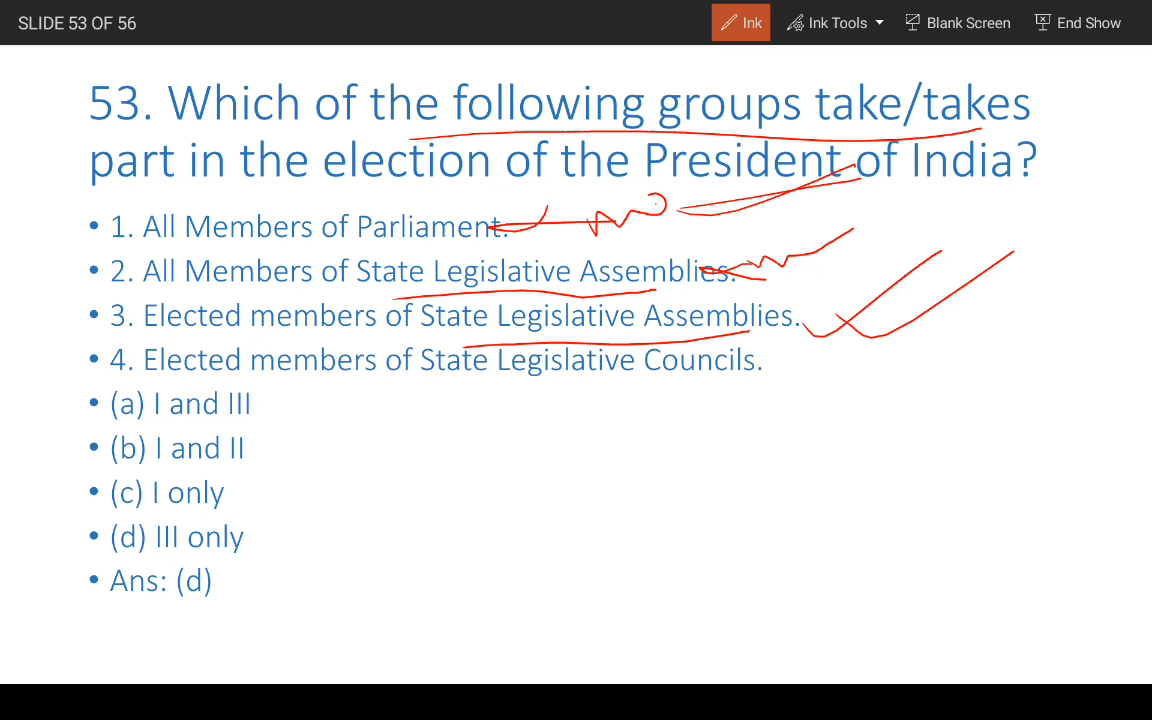 SLIDE 53 OF 56
Ink
Ink Tools
Blank Screen
End Show
53. Which of the following groups take/takes
part in the election of the President of India?
• 1. All Members of Parliament.
• 2. All Members of State Legislative Assemblies.
• 3. Elected members of State Legislative Assemblies.
• 4. Elected members of State Legislative Councils.
• (a) I and III
• (b) I and II
• (c) I only
• (d) III only
• Ans: (d)